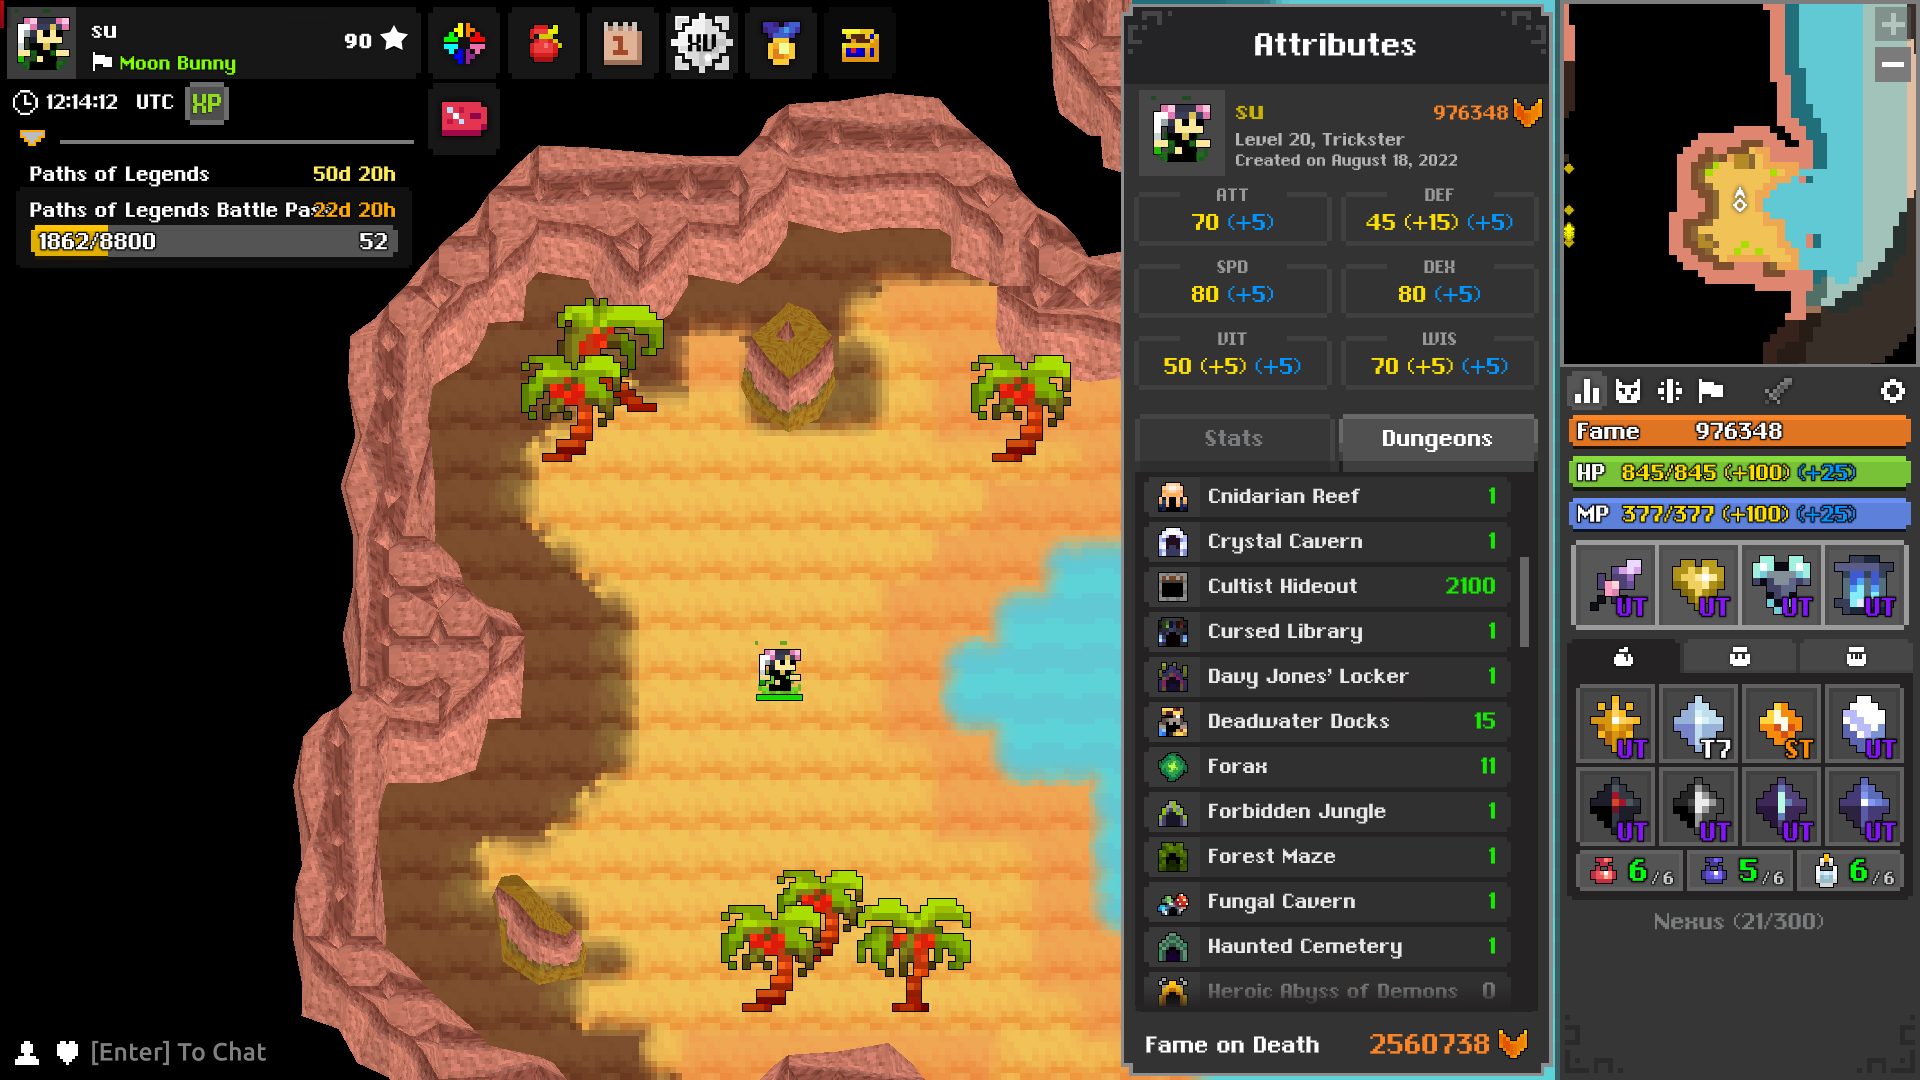 su
90
Moon Bunny
12:14:12 UTC
XP
Paths of Legends 50d 20h
Paths of Legends Battle Pass 22d 20h
1862/8800 52
1
XV
Attributes
su 976348
Level 20, Trickster
Created on August 18, 2022
ATT DEF
70 (+5) 45 (+15) (+5)
SPD DEX
80 (+5) 80 (+5)
VIT WIS
50 (+5) (+5) 70 (+5) (+5)
Stats Dungeons
Cnidarian Reef 1
Crystal Cavern 1
Cultist Hideout 2100
Cursed Library 1
Davy Jones' Locker 1
Deadwater Docks 15
Forax 11
Forbidden Jungle 1
Forest Maze 1
Fungal Cavern 1
Haunted Cemetery 1
Heroic Abyss of Demons 0
Fame on Death 2560738
Fame 976348
HP 845/845 (+100) (+25)
MP 377/377 (+100) (+25)
UT UT UT UT
UT T7 ST UT
UT UT UT UT
6/6 5/6 6/6
Nexus (21/300)
[Enter] To Chat